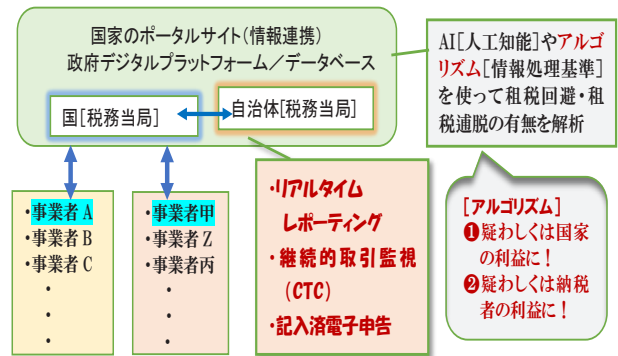 国家のポータルサイト（情報連携）
政府デジタルプラットフォーム／データベース
国[税務当局]
自治体[税務当局]
AI[人工知能]やアルゴ
リズム[情報処理基準]
を使って租税回避・租
税逋脱の有無を解析
・事業者 A
・事業者 B
・事業者 C
・
・
・
・事業者甲
・事業者 Z
・事業者丙
・
・
・
・リアルタイム
レポーティング
・継続的取引監視
（CTC）
・記入済電子申告
［アルゴリズム］
❶疑わしくは国家
の利益に！
❷疑わしくは納税
者の利益に！